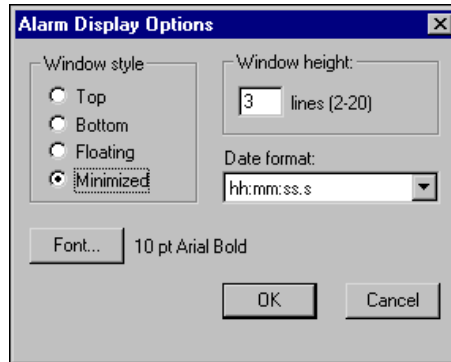 Alarm Display Options
Window style
Top
Bottom
Floating
Minimized
Window height:
3 lines (2-20)
Date format:
hh:mm:ss.s
Font... 10 pt Arial Bold
OK Cancel